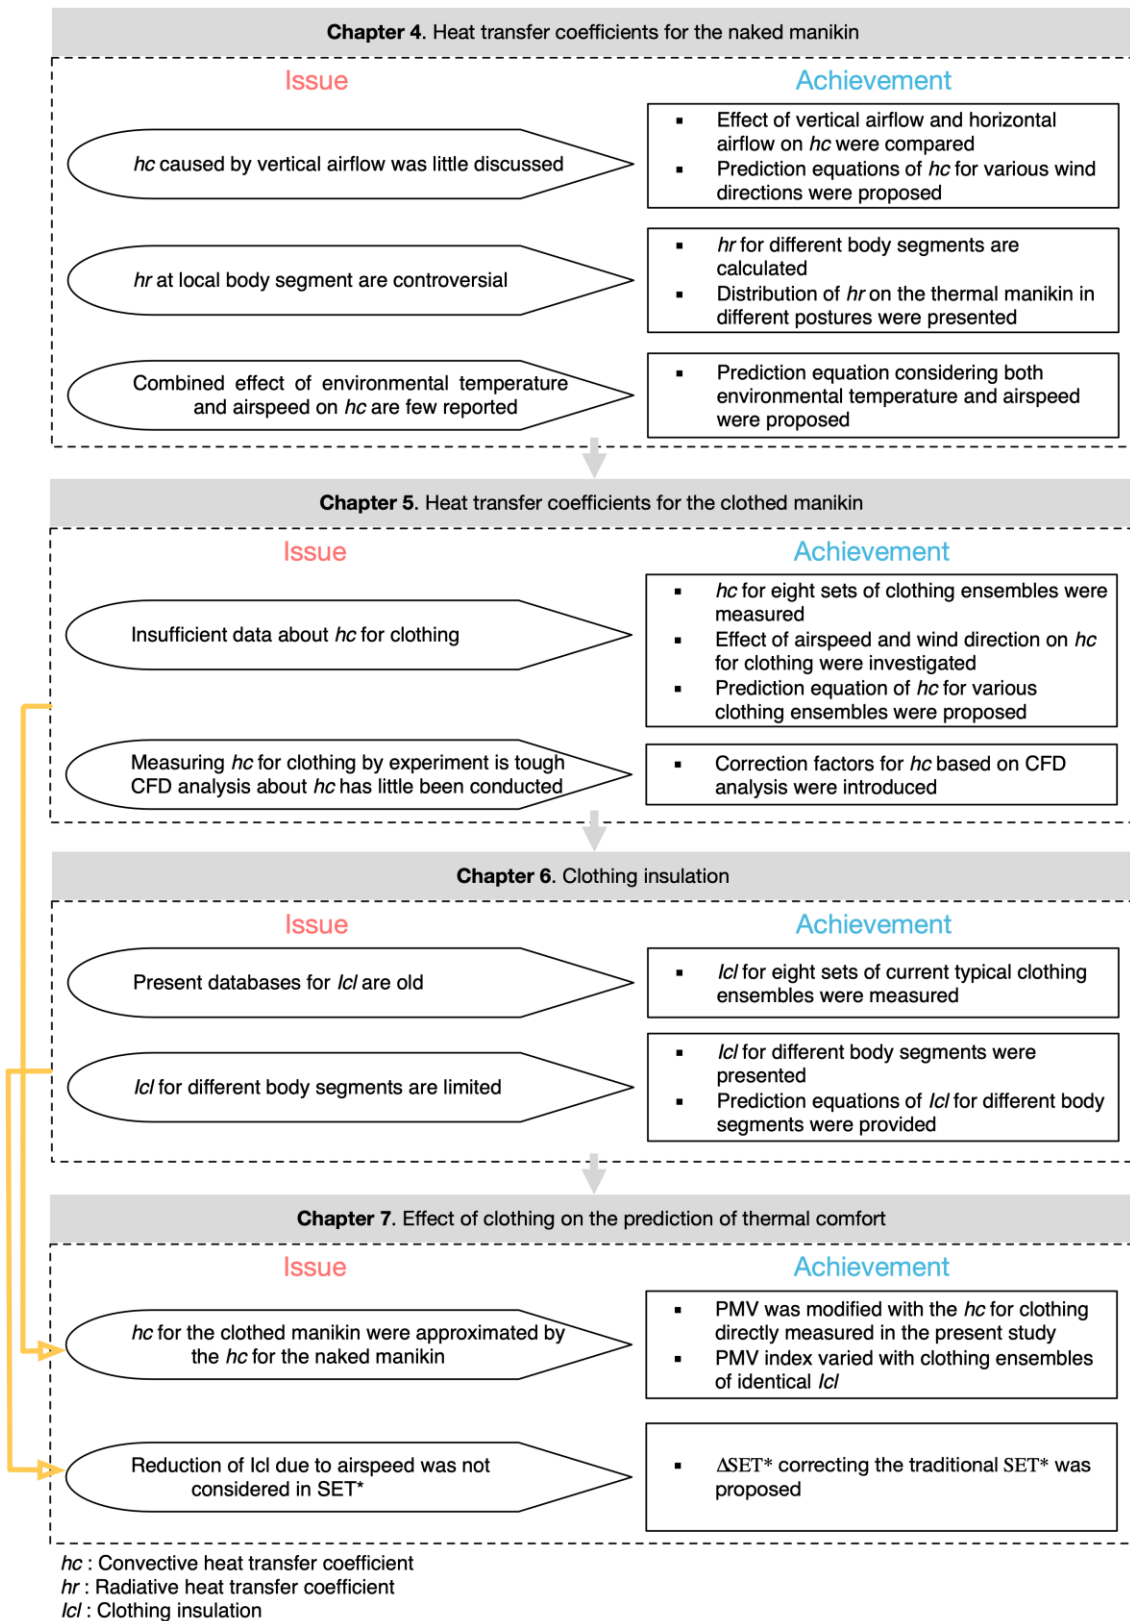 Chapter 4. Heat transfer coefficients for the naked manikin
Issue
Achievement
hc caused by vertical airflow was little discussed
▪ Effect of vertical airflow and horizontal
airflow on hc were compared
▪ Prediction equations of hc for various wind
directions were proposed
hr at local body segment are controversial
▪ hr for different body segments are
calculated
▪ Distribution of hr on the thermal manikin in
different postures were presented
Combined effect of environmental temperature
and airspeed on hc are few reported
▪ Prediction equation considering both
environmental temperature and airspeed
were proposed
Chapter 5. Heat transfer coefficients for the clothed manikin
Issue
Achievement
Insufficient data about hc for clothing
▪ hc for eight sets of clothing ensembles were
measured
▪ Effect of airspeed and wind direction on hc
for clothing were investigated
▪ Prediction equation of hc for various
clothing ensembles were proposed
Measuring hc for clothing by experiment is tough
CFD analysis about hc has little been conducted
▪ Correction factors for hc based on CFD
analysis were introduced
Chapter 6. Clothing insulation
Issue
Achievement
Present databases for Icl are old
▪ Icl for eight sets of current typical clothing
ensembles were measured
Icl for different body segments are limited
▪ Icl for different body segments were
presented
▪ Prediction equations of Icl for different body
segments were provided
Chapter 7. Effect of clothing on the prediction of thermal comfort
Issue
Achievement
hc for the clothed manikin were approximated by
the hc for the naked manikin
▪ PMV was modified with the hc for clothing
directly measured in the present study
▪ PMV index varied with clothing ensembles
of identical Icl
Reduction of Icl due to airspeed was not
considered in SET*
▪ ΔSET* correcting the traditional SET* was
proposed
hc : Convective heat transfer coefficient
hr : Radiative heat transfer coefficient
Icl : Clothing insulation